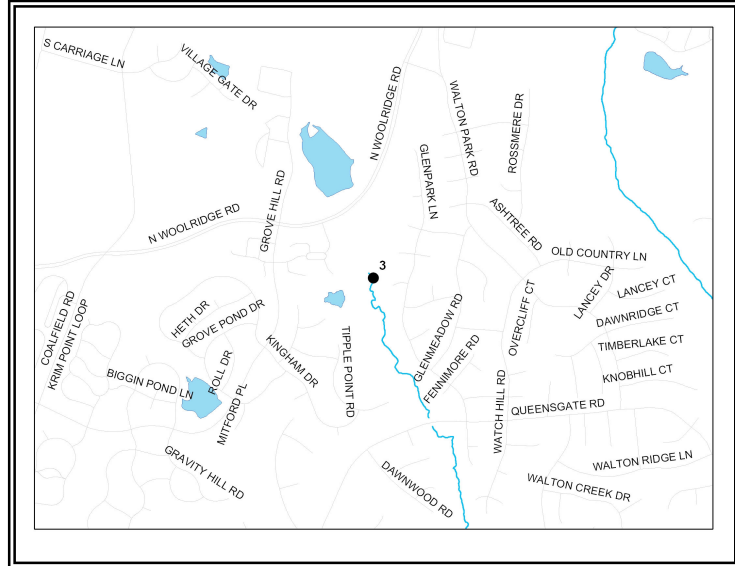 S CARRIAGE LN
VILLAGE GATE DR
N WOOLRIDGE RD
WALTON PARK RD
ROSSMERE DR
GLENPARK LN
GROVE HILL RD
N WOOLRIDGE RD
ASHTREE RD
OLD COUNTRY LN
3
LANCEY DR
LANCEY CT
COALFIELD RD
KRIM POINT LOOP
HETH DR
GROVE POND DR
OVERCLIFF CT
DAWNRIDGE CT
TIPPLE POINT RD
GLENMEADOW RD
FENNIMORE RD
TIMBERLAKE CT
KINGHAM DR
ROLL DR
BIGGIN POND LN
MITFORD PL
KNOBHILL CT
WATCH HILL RD
QUEENSGATE RD
GRAVITY HILL RD
DAWNWOOD RD
WALTON RIDGE LN
WALTON CREEK DR